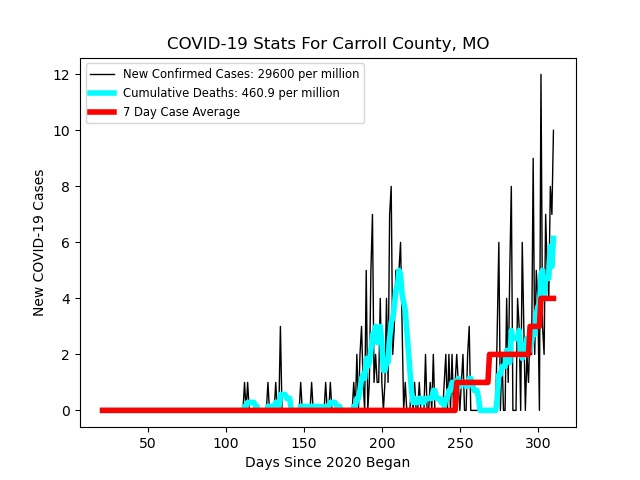 COVID-19 Stats For Carroll County, MO
New Confirmed Cases: 29600 per million
Cumulative Deaths: 460.9 per million
7 Day Case Average
New COVID-19 Cases
12
10
8
6
4
2
0
50 100 150 200 250 300
Days Since 2020 Began